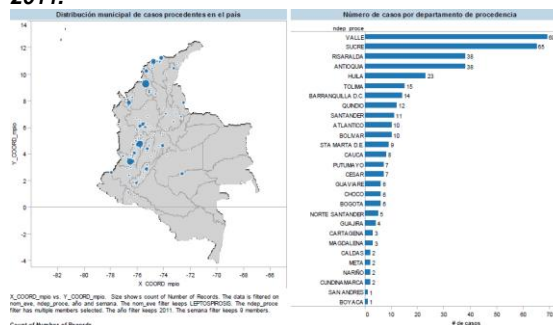 2011.
Distribución municipal de casos procedentes en el país
14
12
10
8
6
4
2
0
-2
-4
Y_COORD_mpio
-82 -80 -78 -76 -74 -72 -70 -68 -66
X_COORD mpio
X_COORD_mpio vs. Y_COORD_mpio. Size shows count of Number of Records. The data is filtered on
nom_eve, ndep_proce, año and semana. The nom_eve filter keeps LEPTOSPIROSIS. The ndep_proce
filter has multiple members selected. The año filter keeps 2011. The semana filter keeps 9 members.
Count of Number of Records
Número de casos por departamento de procedencia
ndep_proce
VALLE
SUCRE 65
RISARALDA 38
ANTIOQUIA 38
HUILA 23
TOLIMA 15
BARRANQUILLA D.C. 14
QUINDIO 12
SANTANDER 11
ATLANTICO 10
BOLIVAR 10
STA MARTA D.E. 9
CAUCA 8
PUTUMAYO 7
CESAR 7
GUAVIARE 6
CHOCO 6
BOGOTA 6
NORTE SANTANDER 5
GUAJIRA 4
CARTAGENA 3
MAGDALENA 3
CALDAS 2
META 2
NARIÑO 2
CUNDINAMARCA 2
SAN ANDRES 1
BOYACA 1
0 10 20 30 40 50 60 70
# de casos